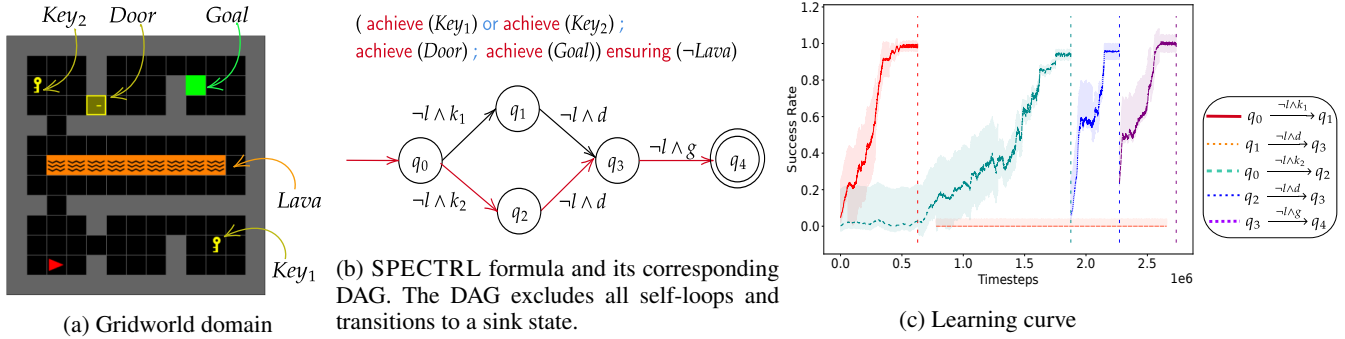 Key₂
Door
Goal
Lava
Key₁
(a) Gridworld domain
( achieve (Key₁) or achieve (Key₂) ;
achieve (Door) ; achieve (Goal)) ensuring (¬Lava)
q₀
¬l ∧ k₁
q₁
¬l ∧ d
¬l ∧ k₂
q₂
¬l ∧ d
q₃
¬l ∧ g
q₄
(b) SPECTRL formula and its corresponding
DAG. The DAG excludes all self-loops and
transitions to a sink state.
Success Rate
1.0
0.8
0.6
0.4
0.2
0.0
0.0 0.5 1.0 1.5 2.0 2.5
1e6
Timesteps
q₀ ¬l∧k₁ → q₁
q₁ ¬l∧d → q₃
q₀ ¬l∧k₂ → q₂
q₂ ¬l∧d → q₃
q₃ ¬l∧g → q₄
(c) Learning curve